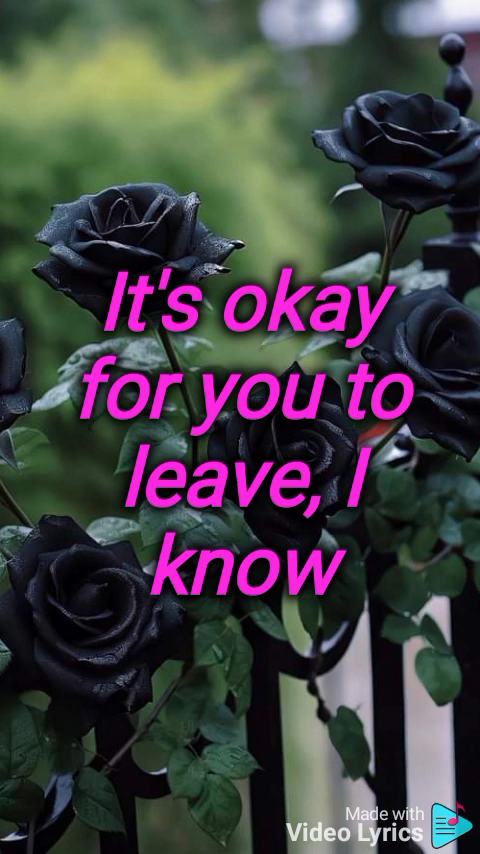 It's okay
for you to
leave, I
know
Made with
Video Lyrics